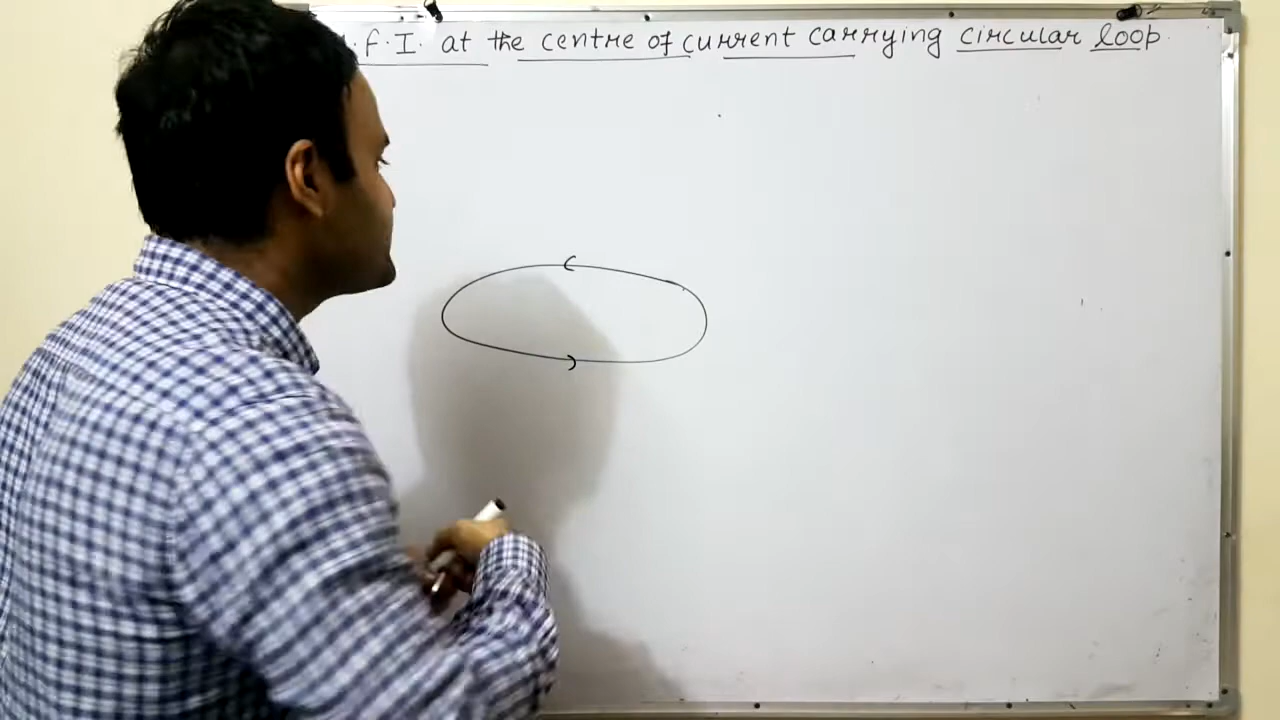 .F.I. at the centre of current carrying circular loop.